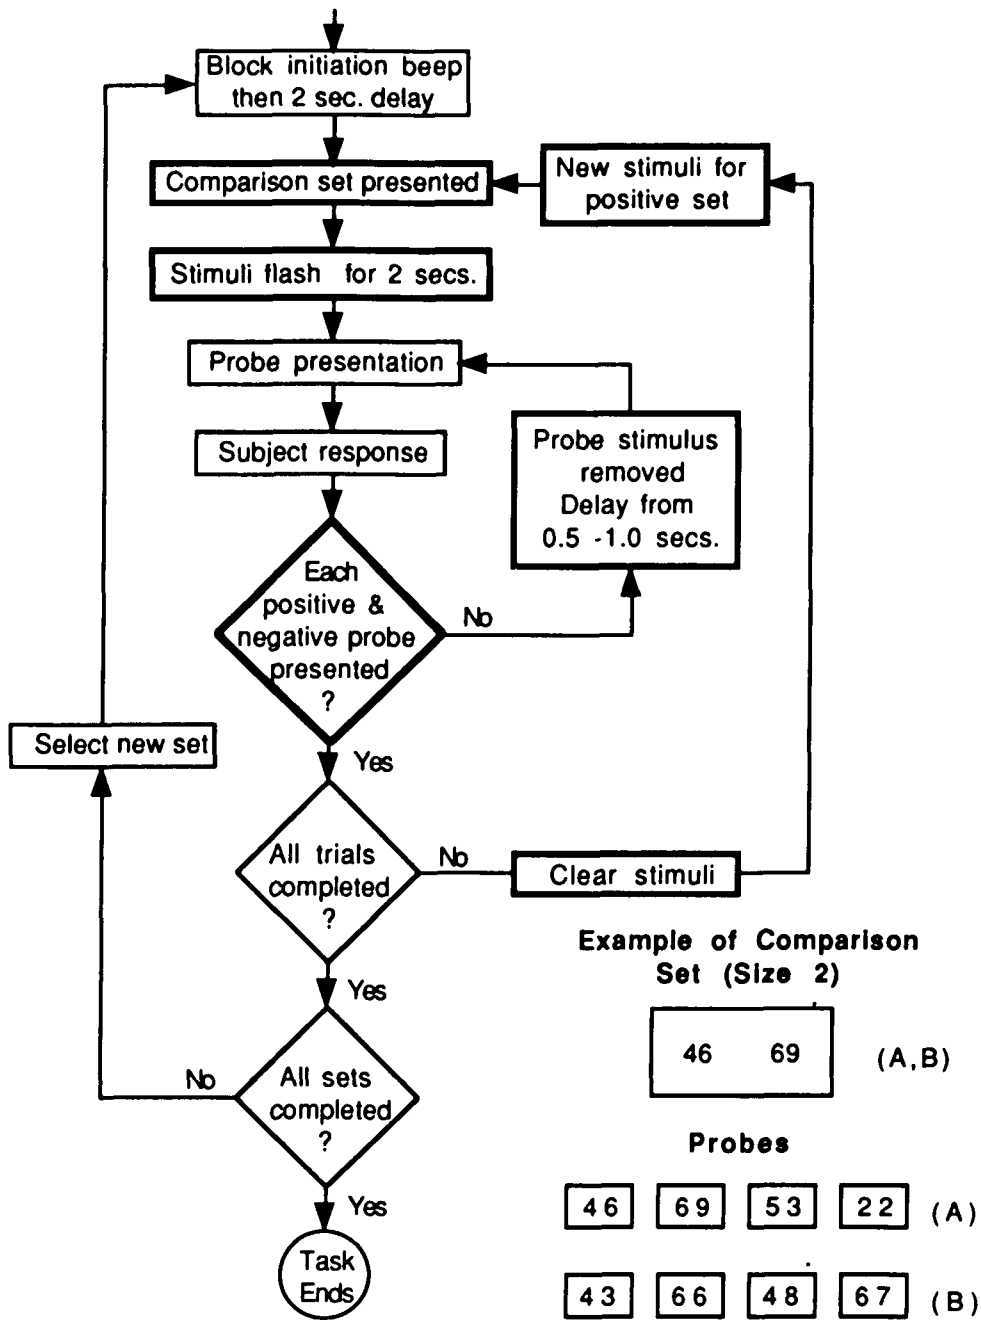 Block initiation beep
then 2 sec. delay
Comparison set presented
New stimuli for
positive set
Stimuli flash for 2 secs.
Probe presentation
Subject response
Probe stimulus
removed
Delay from
0.5 -1.0 secs.
Each
positive &
negative probe
presented
?
No
Select new set
Yes
All trials
completed
?
No
Clear stimuli
Yes
Example of Comparison
Set (Size 2)
46 69 (A,B)
No
All sets
completed
?
Yes
Task
Ends
Probes
46 69 53 22 (A)
43 66 48 67 (B)